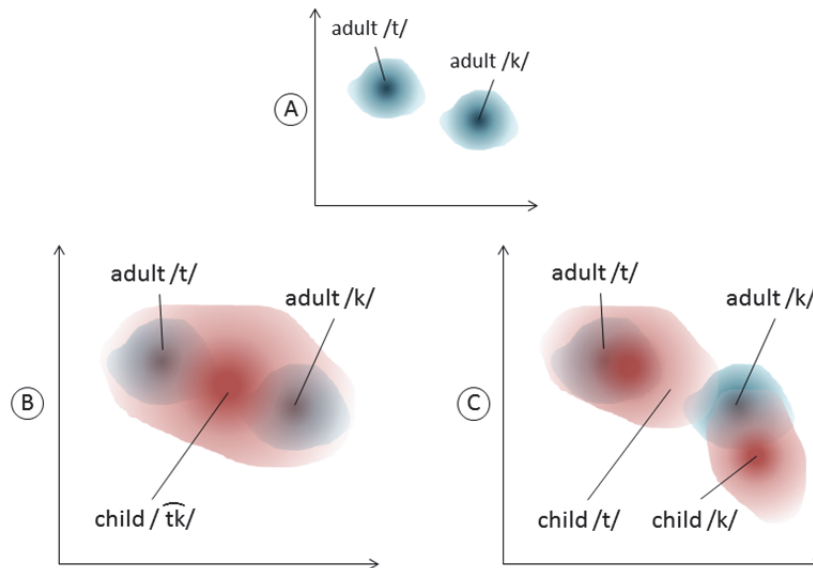 adult /t/
adult /k/
A
adult /t/
adult /k/
B
child / t͡k/
adult /t/
adult /k/
C
child /t/
child /k/